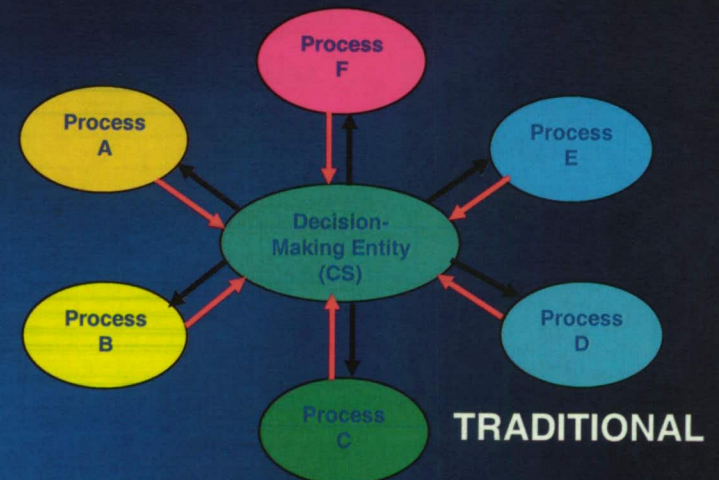 Process
F
Process
A
Process
E
Decision-
Making Entity
(CS)
Process
B
Process
D
Process
C
TRADITIONAL